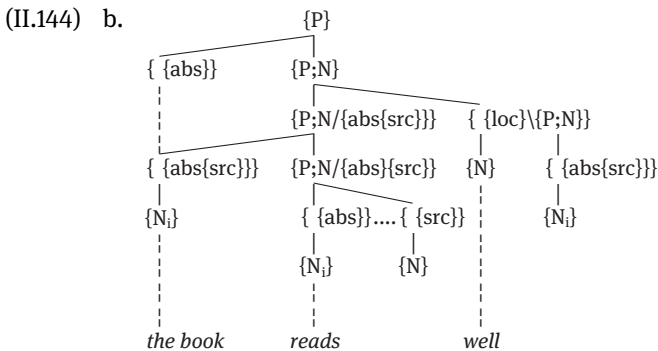 (II.144) b. {P}
{ {abs}} {P;N}
{P;N/{abs{src}}} { {loc}\{P;N}}
{ {abs{src}}} {P;N/{abs}{src}} {N} { {abs{src}}}
{Nᵢ} { {abs}}....{ {src}} {Nᵢ}
{Nᵢ} {N}
the book reads well